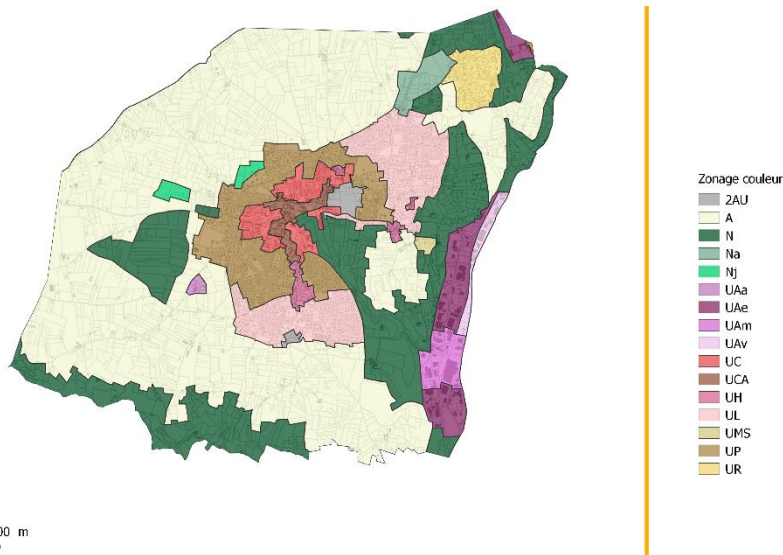 Zonage couleur
2AU
A
N
Na
Nj
UAa
UAe
UAm
UAv
UC
UCA
UH
UL
UMS
UP
UR
00 m